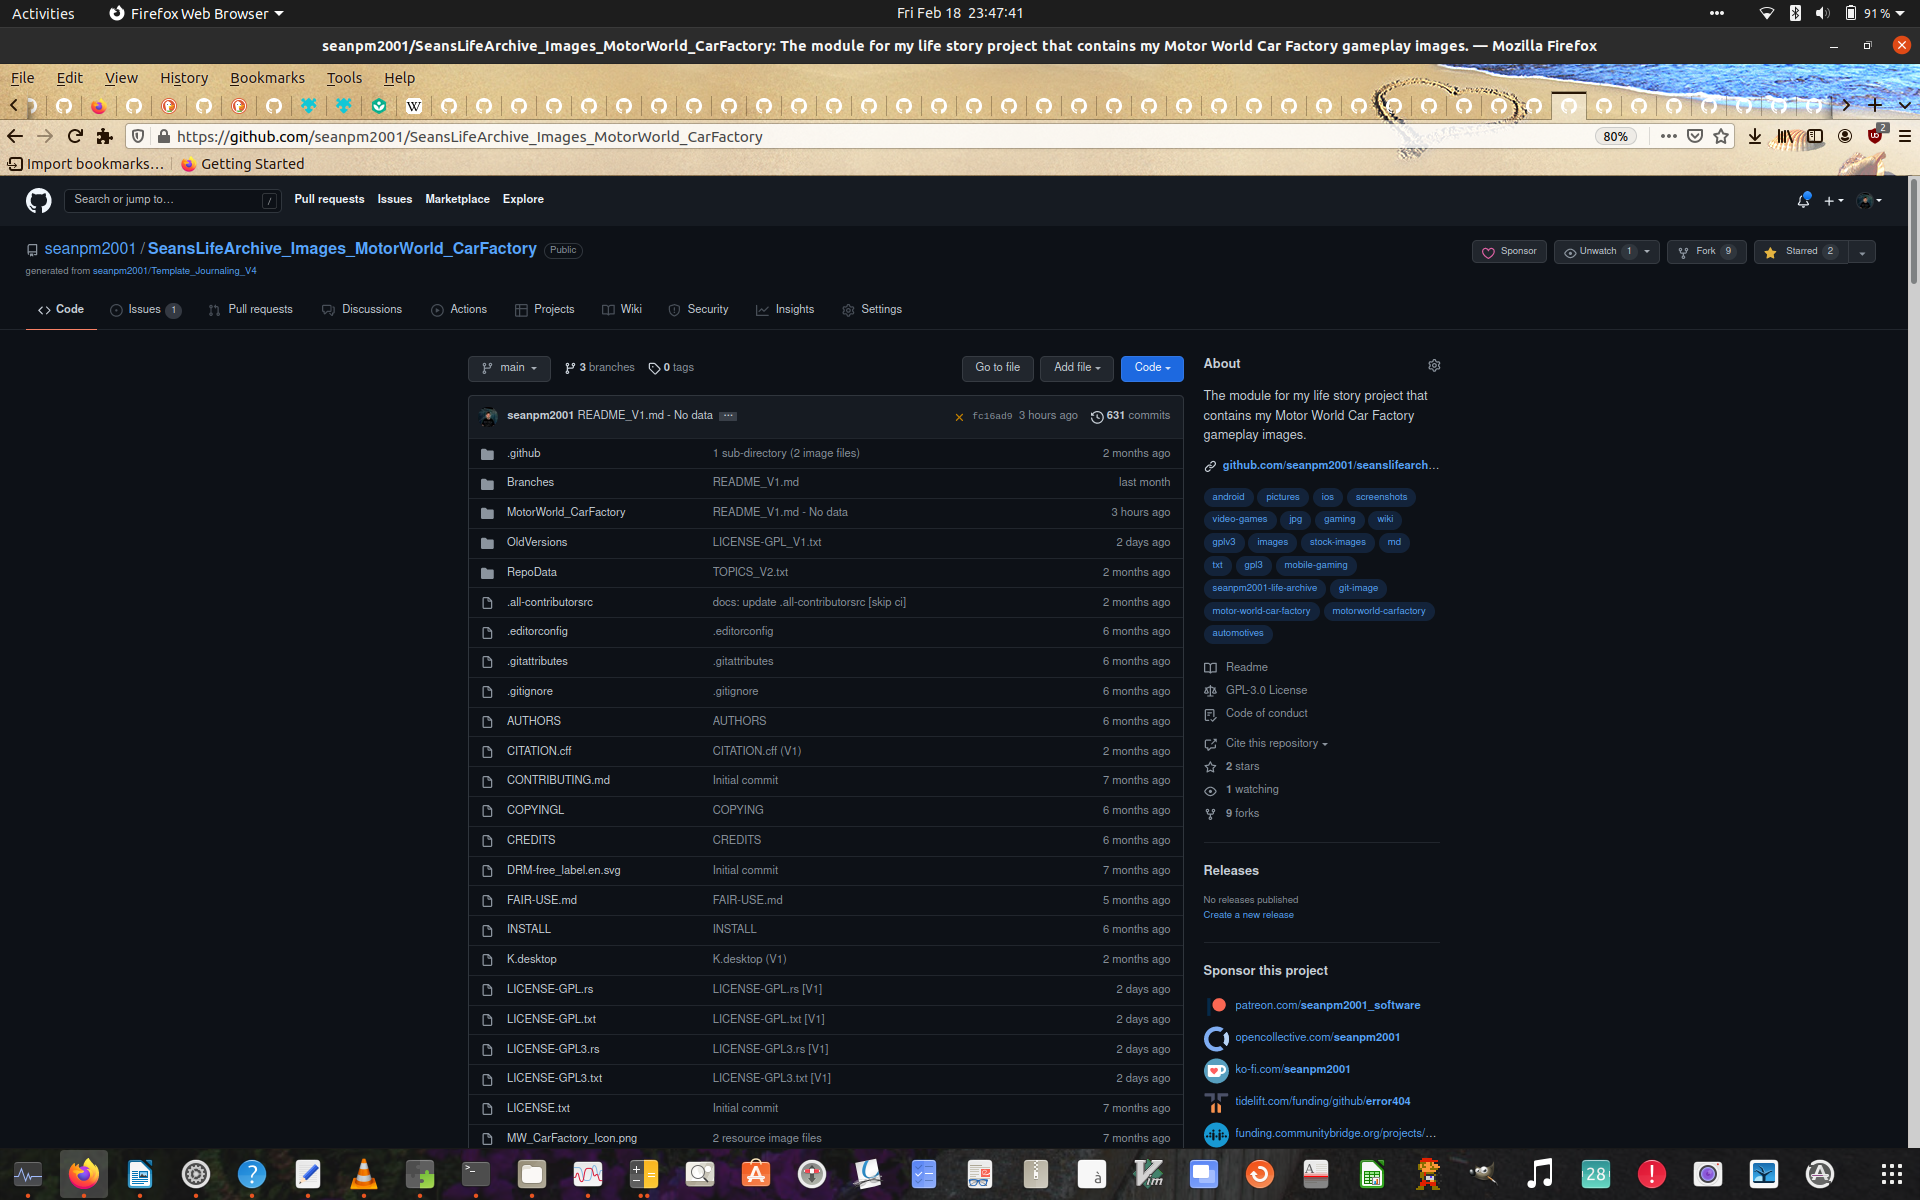 Activities Firefox Web Browser Fri Feb 18 23:47:41 91 %
seanpm2001/SeansLifeArchive_Images_MotorWorld_CarFactory: The module for my life story project that contains my Motor World Car Factory gameplay images. — Mozilla Firefox
File Edit View History Bookmarks Tools Help
https://github.com/seanpm2001/SeansLifeArchive_Images_MotorWorld_CarFactory 80% 2
Import bookmarks… Getting Started
Search or jump to… / Pull requests Issues Marketplace Explore
seanpm2001 / SeansLifeArchive_Images_MotorWorld_CarFactory Public Sponsor Unwatch 1 Fork 9 Starred 2
generated from seanpm2001/Template_Journaling_V4
Code Issues 1 Pull requests Discussions Actions Projects Wiki Security Insights Settings
main 3 branches 0 tags Go to file Add file Code
seanpm2001 README_V1.md - No data fc16ad9 3 hours ago 631 commits
.github 1 sub-directory (2 image files) 2 months ago
Branches README_V1.md last month
MotorWorld_CarFactory README_V1.md - No data 3 hours ago
OldVersions LICENSE-GPL_V1.txt 2 days ago
RepoData TOPICS_V2.txt 2 months ago
.all-contributorsrc docs: update .all-contributorsrc [skip ci] 2 months ago
.editorconfig .editorconfig 6 months ago
.gitattributes .gitattributes 6 months ago
.gitignore .gitignore 6 months ago
AUTHORS AUTHORS 6 months ago
CITATION.cff CITATION.cff (V1) 2 months ago
CONTRIBUTING.md Initial commit 7 months ago
COPYINGL COPYING 6 months ago
CREDITS CREDITS 6 months ago
DRM-free_label.en.svg Initial commit 7 months ago
FAIR-USE.md FAIR-USE.md 5 months ago
INSTALL INSTALL 6 months ago
K.desktop K.desktop (V1) 2 months ago
LICENSE-GPL.rs LICENSE-GPL.rs [V1] 2 days ago
LICENSE-GPL.txt LICENSE-GPL.txt [V1] 2 days ago
LICENSE-GPL3.rs LICENSE-GPL3.rs [V1] 2 days ago
LICENSE-GPL3.txt LICENSE-GPL3.txt [V1] 2 days ago
LICENSE.txt Initial commit 7 months ago
MW_CarFactory_Icon.png 2 resource image files 7 months ago
About
The module for my life story project that
contains my Motor World Car Factory
gameplay images.
github.com/seanpm2001/seanslifearch…
android pictures ios screenshots
video-games jpg gaming wiki
gplv3 images stock-images md
txt gpl3 mobile-gaming
seanpm2001-life-archive git-image
motor-world-car-factory motorworld-carfactory
automotives
Readme
GPL-3.0 License
Code of conduct
Cite this repository
2 stars
1 watching
9 forks
Releases
No releases published
Create a new release
Sponsor this project
patreon.com/seanpm2001_software
opencollective.com/seanpm2001
ko-fi.com/seanpm2001
tidelift.com/funding/github/error404
funding.communitybridge.org/projects/…
28